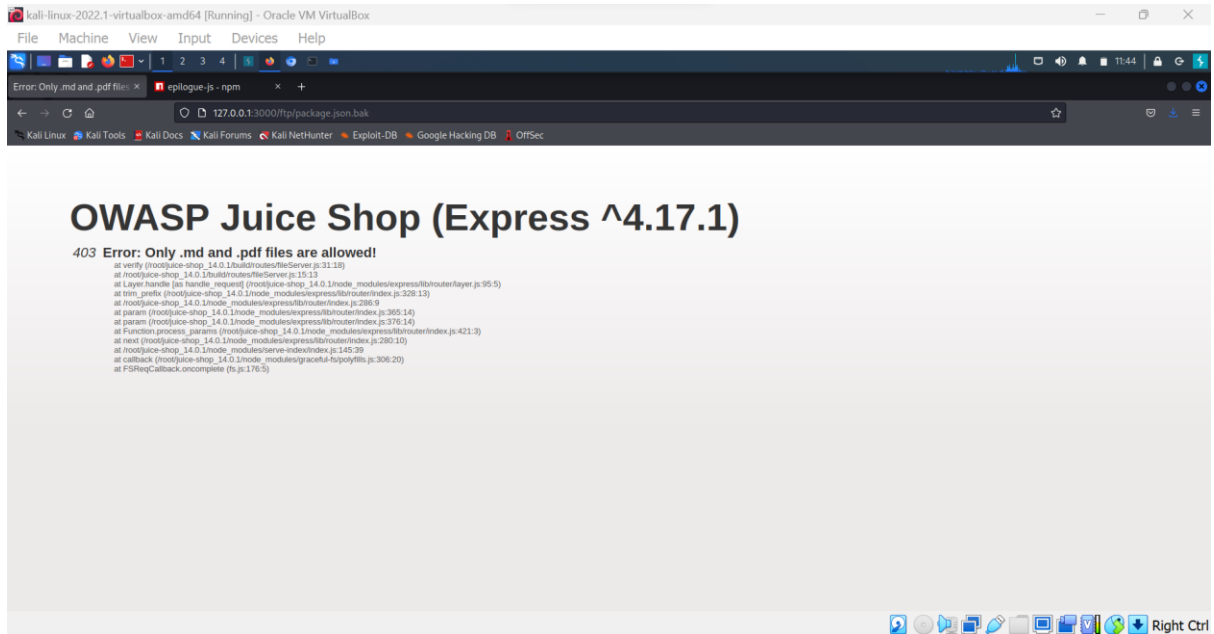 kali-linux-2022.1-virtualbox-amd64 [Running] - Oracle VM VirtualBox
File Machine View Input Devices Help
1 2 3 4
11:44
Error: Only .md and .pdf files
epilogue-js - npm
127.0.0.1:3000/ftp/package.json.bak
Kali Linux Kali Tools Kali Docs Kali Forums Kali NetHunter Exploit-DB Google Hacking DB OffSec
OWASP Juice Shop (Express ^4.17.1)
403 Error: Only .md and .pdf files are allowed!
at verify (/root/juice-shop_14.0.1/build/routes/fileServer.js:31:18)
at /root/juice-shop_14.0.1/build/routes/fileServer.js:15:13
at Layer.handle [as handle_request] (/root/juice-shop_14.0.1/node_modules/express/lib/router/layer.js:95:5)
at trim_prefix (/root/juice-shop_14.0.1/node_modules/express/lib/router/index.js:328:13)
at /root/juice-shop_14.0.1/node_modules/express/lib/router/index.js:286:9
at param (/root/juice-shop_14.0.1/node_modules/express/lib/router/index.js:365:14)
at param (/root/juice-shop_14.0.1/node_modules/express/lib/router/index.js:376:14)
at Function.process_params (/root/juice-shop_14.0.1/node_modules/express/lib/router/index.js:421:3)
at next (/root/juice-shop_14.0.1/node_modules/express/lib/router/index.js:280:10)
at /root/juice-shop_14.0.1/node_modules/serve-index/index.js:145:39
at callback (/root/juice-shop_14.0.1/node_modules/graceful-fs/polyfills.js:306:20)
at FSReqCallback.oncomplete (fs.js:176:5)
Right Ctrl